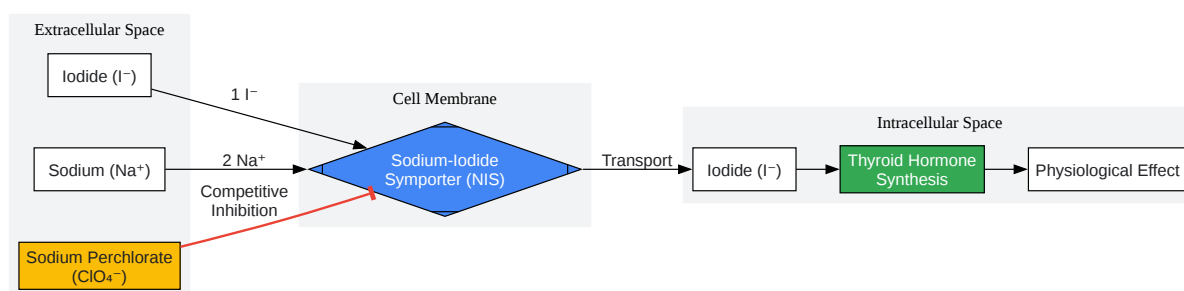 Extracellular Space
Iodide (I⁻)
1 I⁻
Cell Membrane
Intracellular Space
Sodium (Na⁺)
2 Na⁺
Sodium-Iodide
Symporter (NIS)
Transport
Iodide (I⁻)
Thyroid Hormone
Synthesis
Physiological Effect
Competitive
Inhibition
Sodium Perchlorate
(ClO₄⁻)